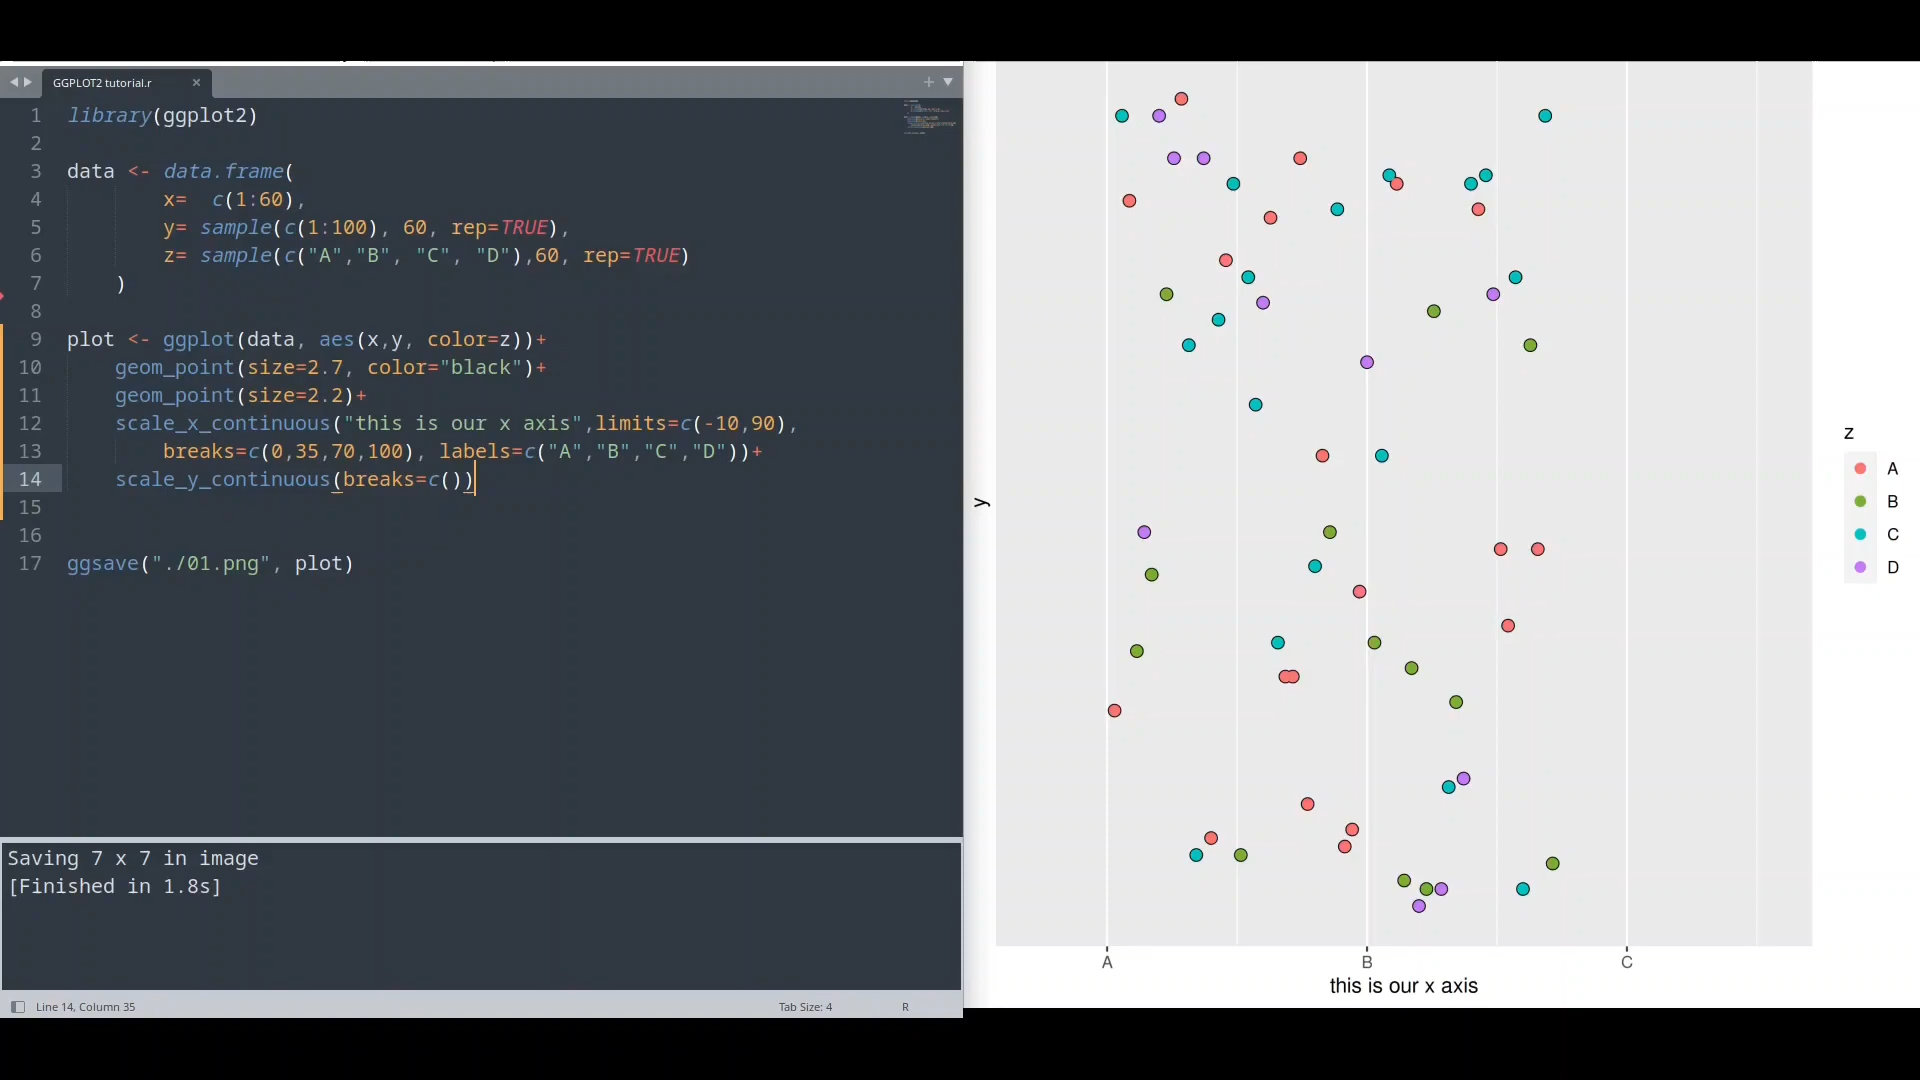 GGPLOT2 tutorial.r ×
1 library(ggplot2)
2
3 data <- data.frame(
4 x=  c(1:60),
5 y= sample(c(1:100), 60, rep=TRUE),
6 z= sample(c("A","B", "C", "D"),60, rep=TRUE)
7 )
8
9 plot <- ggplot(data, aes(x,y, color=z))+
10 geom_point(size=2.7, color="black")+
11 geom_point(size=2.2)+
12 scale_x_continuous("this is our x axis",limits=c(-10,90),
13 breaks=c(0,35,70,100), labels=c("A","B","C","D"))+
14 scale_y_continuous(breaks=c())
15
16
17 ggsave("./01.png", plot)
Saving 7 x 7 in image
[Finished in 1.8s]
Line 14, Column 35
Tab Size: 4
R
y
A B C
this is our x axis
z
A
B
C
D